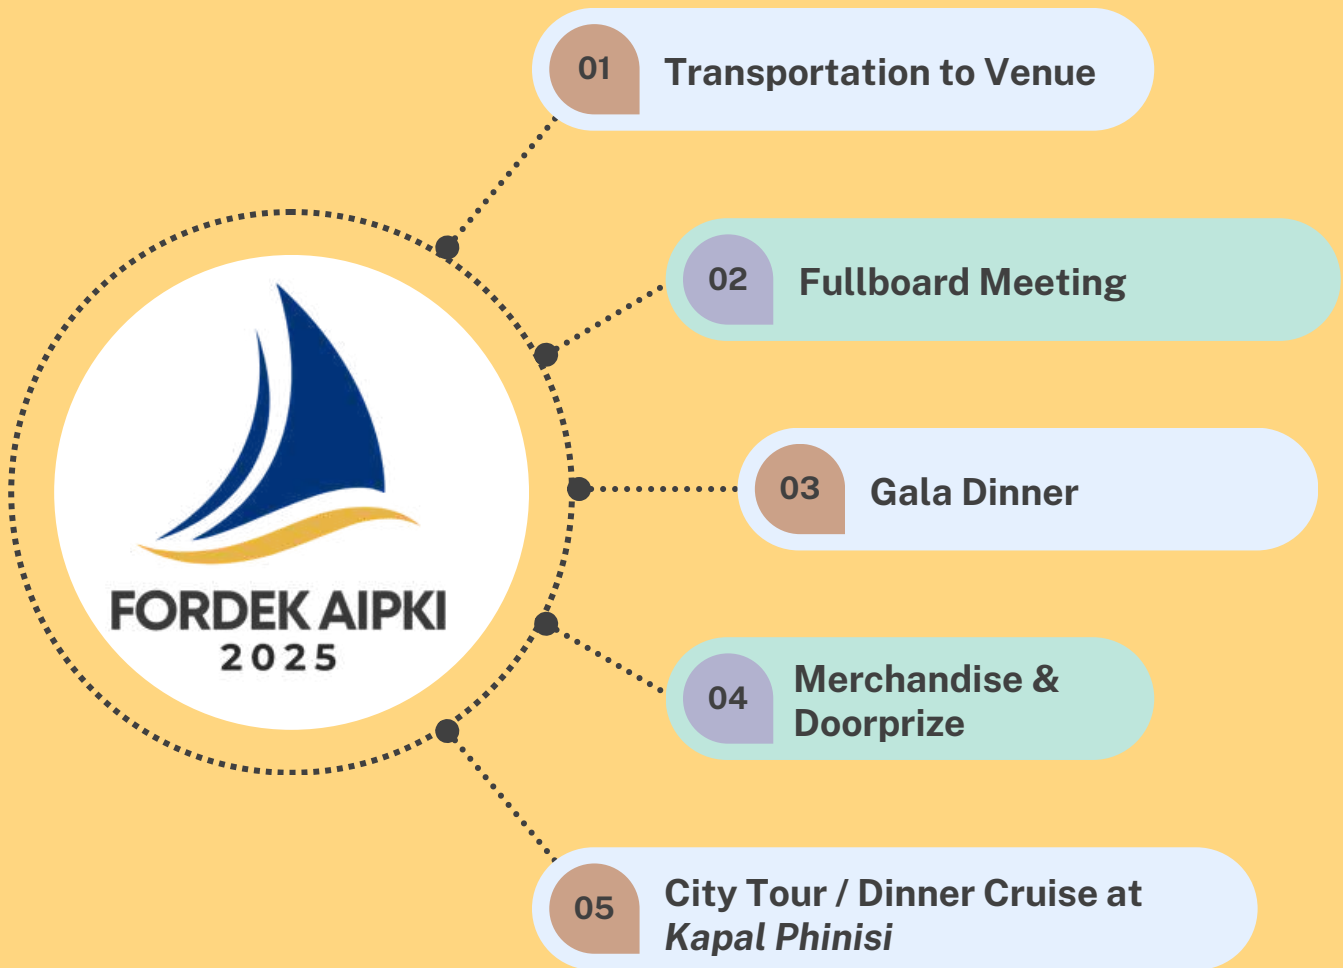 01
Transportation to Venue
02
Fullboard Meeting
03
Gala Dinner
FORDEK AIPKI
2025
04
Merchandise &
Doorprize
05
City Tour / Dinner Cruise at
Kapal Phinisi